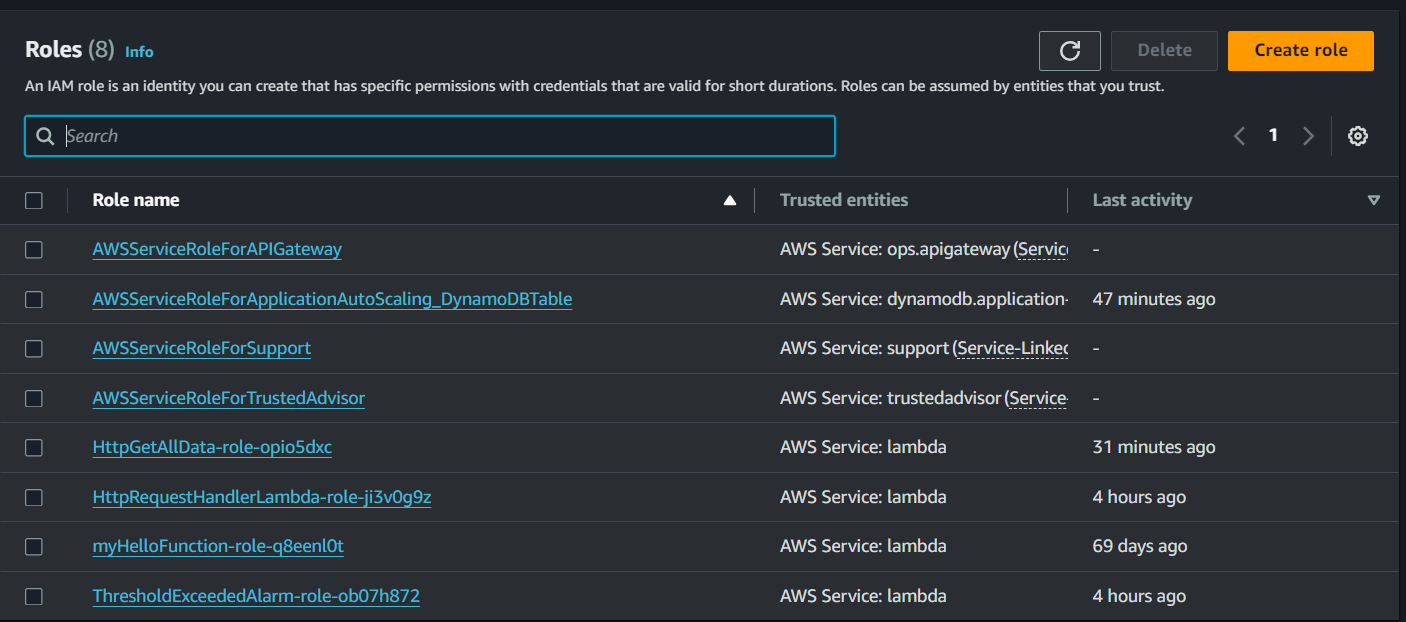 Roles (8) Info
Delete
Create role
An IAM role is an identity you can create that has specific permissions with credentials that are valid for short durations. Roles can be assumed by entities that you trust.
Search
1
Role name Trusted entities Last activity
AWSServiceRoleForAPIGateway AWS Service: ops.apigateway (Servic -
AWSServiceRoleForApplicationAutoScaling_DynamoDBTable AWS Service: dynamodb.application- 47 minutes ago
AWSServiceRoleForSupport AWS Service: support (Service-Linked -
AWSServiceRoleForTrustedAdvisor AWS Service: trustedadvisor (Service- -
HttpGetAllData-role-opio5dxc AWS Service: lambda 31 minutes ago
HttpRequestHandlerLambda-role-ji3v0g9z AWS Service: lambda 4 hours ago
myHelloFunction-role-q8eenl0t AWS Service: lambda 69 days ago
ThresholdExceededAlarm-role-ob07h872 AWS Service: lambda 4 hours ago